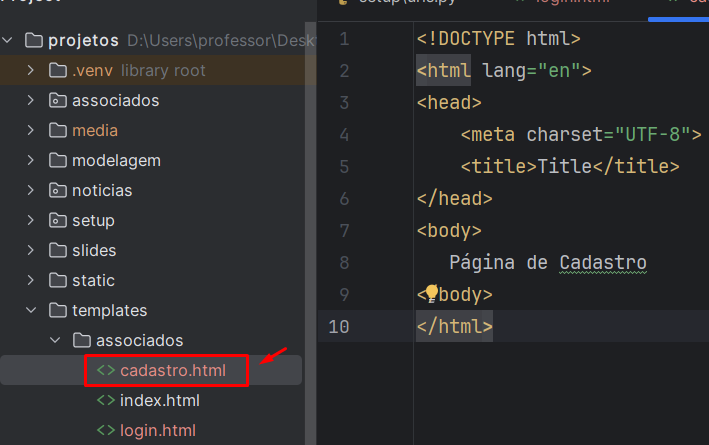 setup\urls.py
login.html
projetos D:\Users\professor\Desk
.venv library root
associados
media
modelagem
noticias
setup
slides
static
templates
associados
cadastro.html
index.html
login.html
1 <!DOCTYPE html>
2 <html lang="en">
3 <head>
4 <meta charset="UTF-8">
5 <title>Title</title>
6 </head>
7 <body>
8 Página de Cadastro
9 <body>
10 </html>